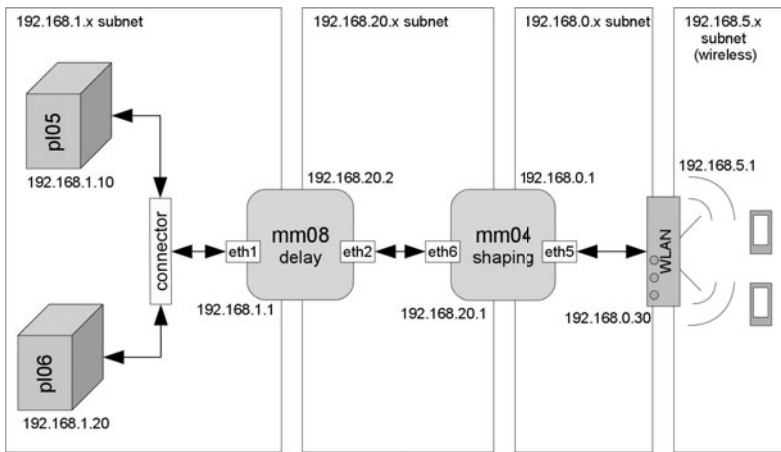 192.168.1.x subnet
192.168.20.x subnet
192.168.0.x subnet
192.168.5.x
subnet
(wireless)
pl05
192.168.1.10
192.168.20.2
192.168.0.1
192.168.5.1
connector
eth1
mm08
delay
eth2
eth6
mm04
shaping
eth5
WLAN
192.168.1.1
192.168.20.1
192.168.0.30
pl06
192.168.1.20